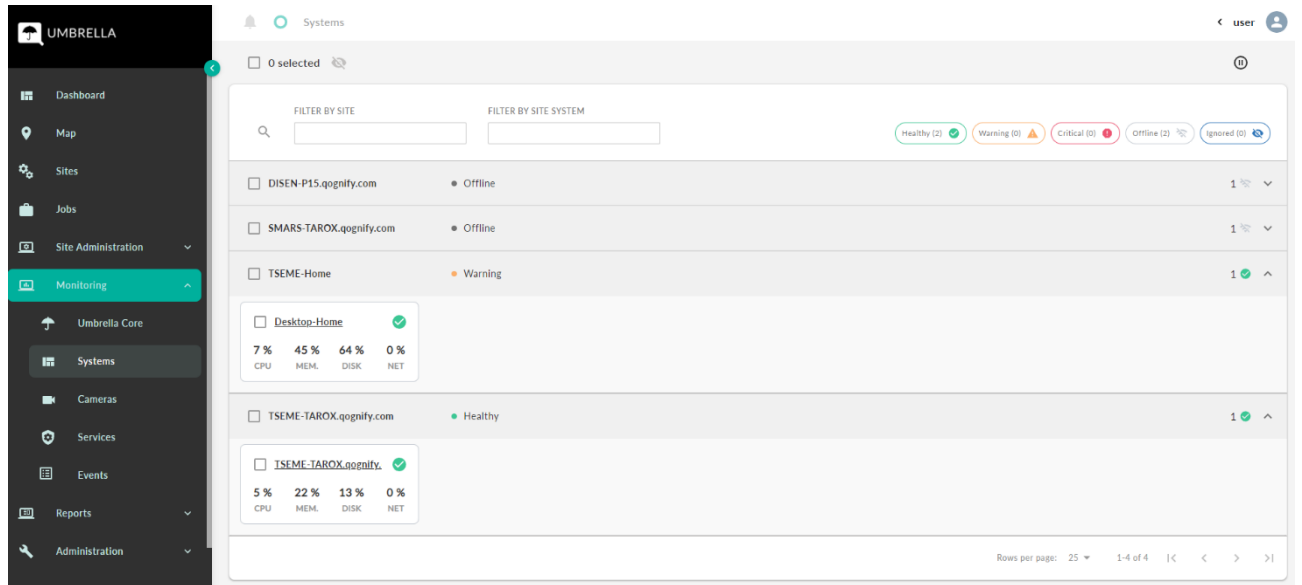 UMBRELLA
Systems
user
0 selected
Dashboard
Map
Sites
Jobs
Site Administration
Monitoring
Umbrella Core
Systems
Cameras
Services
Events
Reports
Administration
FILTER BY SITE
FILTER BY SITE SYSTEM
Healthy (2)
Warning (0)
Critical (0)
Offline (2)
Ignored (0)
DISEN-P15.qognify.com Offline 1
SMARS-TAROX.qognify.com Offline 1
TSEME-Home Warning 1
Desktop-Home
7 % 45 % 64 % 0 %
CPU MEM. DISK NET
TSEME-TAROX.qognify.com Healthy 1
TSEME-TAROX.qognify.
5 % 22 % 13 % 0 %
CPU MEM. DISK NET
Rows per page: 25 1-4 of 4